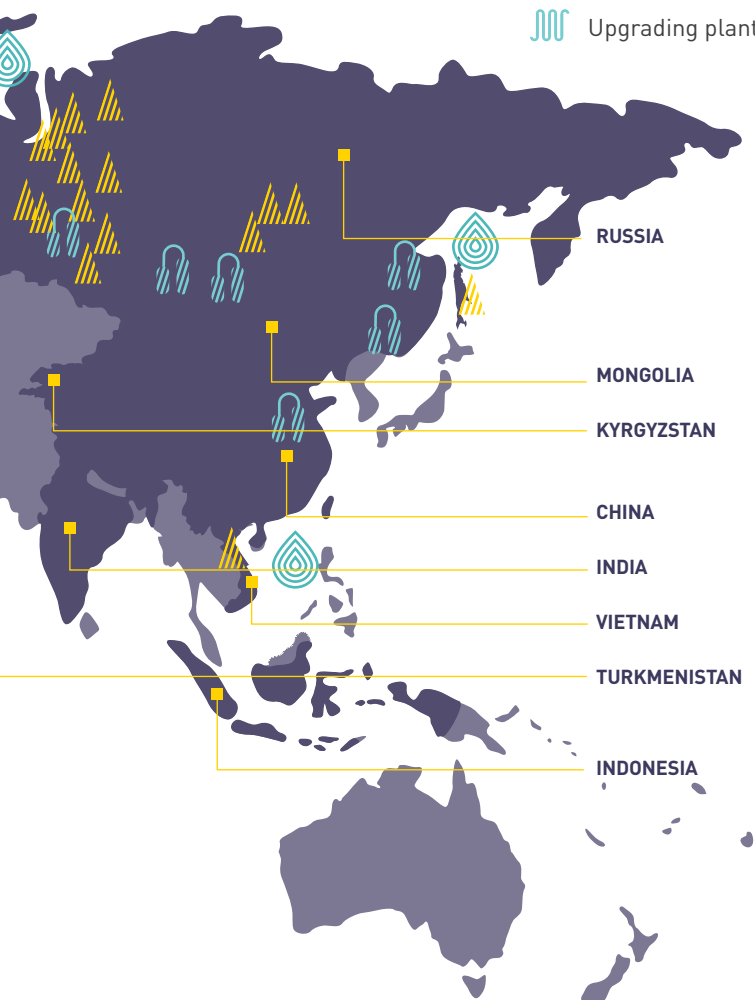 Upgrading plant
RUSSIA
MONGOLIA
KYRGYZSTAN
CHINA
INDIA
VIETNAM
TURKMENISTAN
INDONESIA